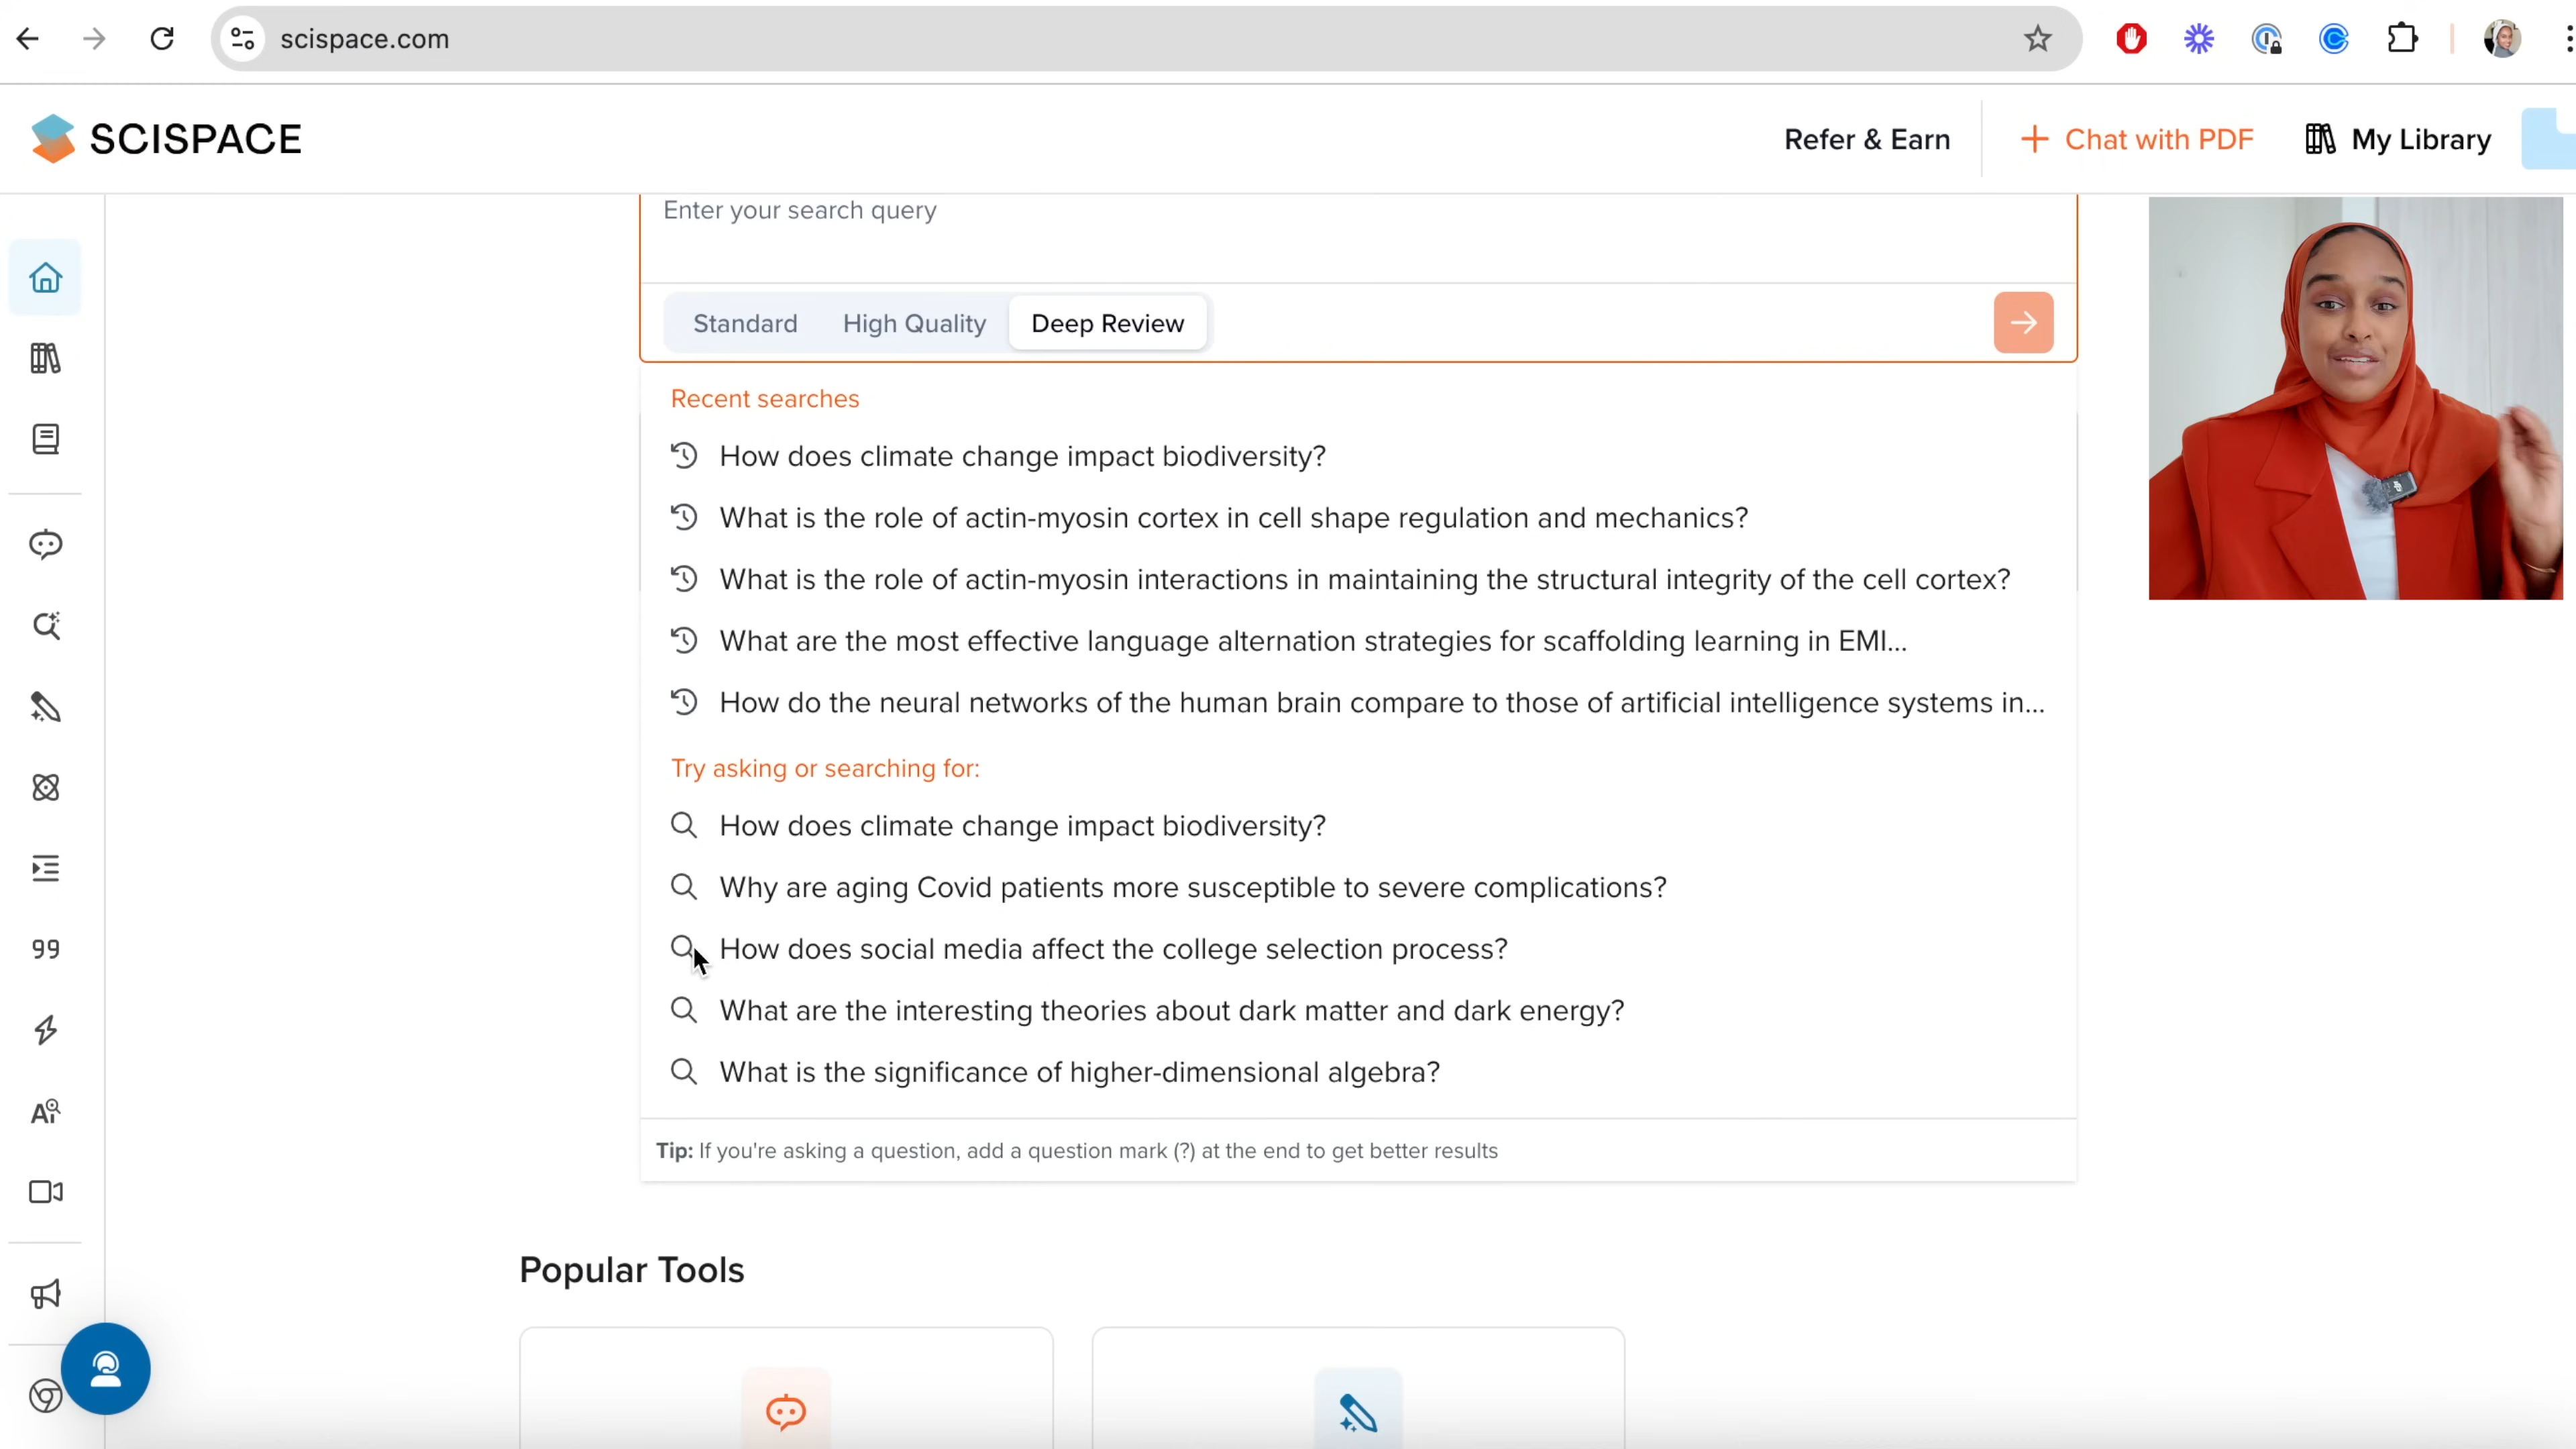 scispace.com
SCISPACE
Refer & Earn
Chat with PDF
My Library
Enter your search query
Standard
High Quality
Deep Review
Recent searches
How does climate change impact biodiversity?
What is the role of actin-myosin cortex in cell shape regulation and mechanics?
What is the role of actin-myosin interactions in maintaining the structural integrity of the cell cortex?
What are the most effective language alternation strategies for scaffolding learning in EMI...
How do the neural networks of the human brain compare to those of artificial intelligence systems in...
Try asking or searching for:
How does climate change impact biodiversity?
Why are aging Covid patients more susceptible to severe complications?
How does social media affect the college selection process?
What are the interesting theories about dark matter and dark energy?
What is the significance of higher-dimensional algebra?
Tip: If you're asking a question, add a question mark (?) at the end to get better results
Popular Tools